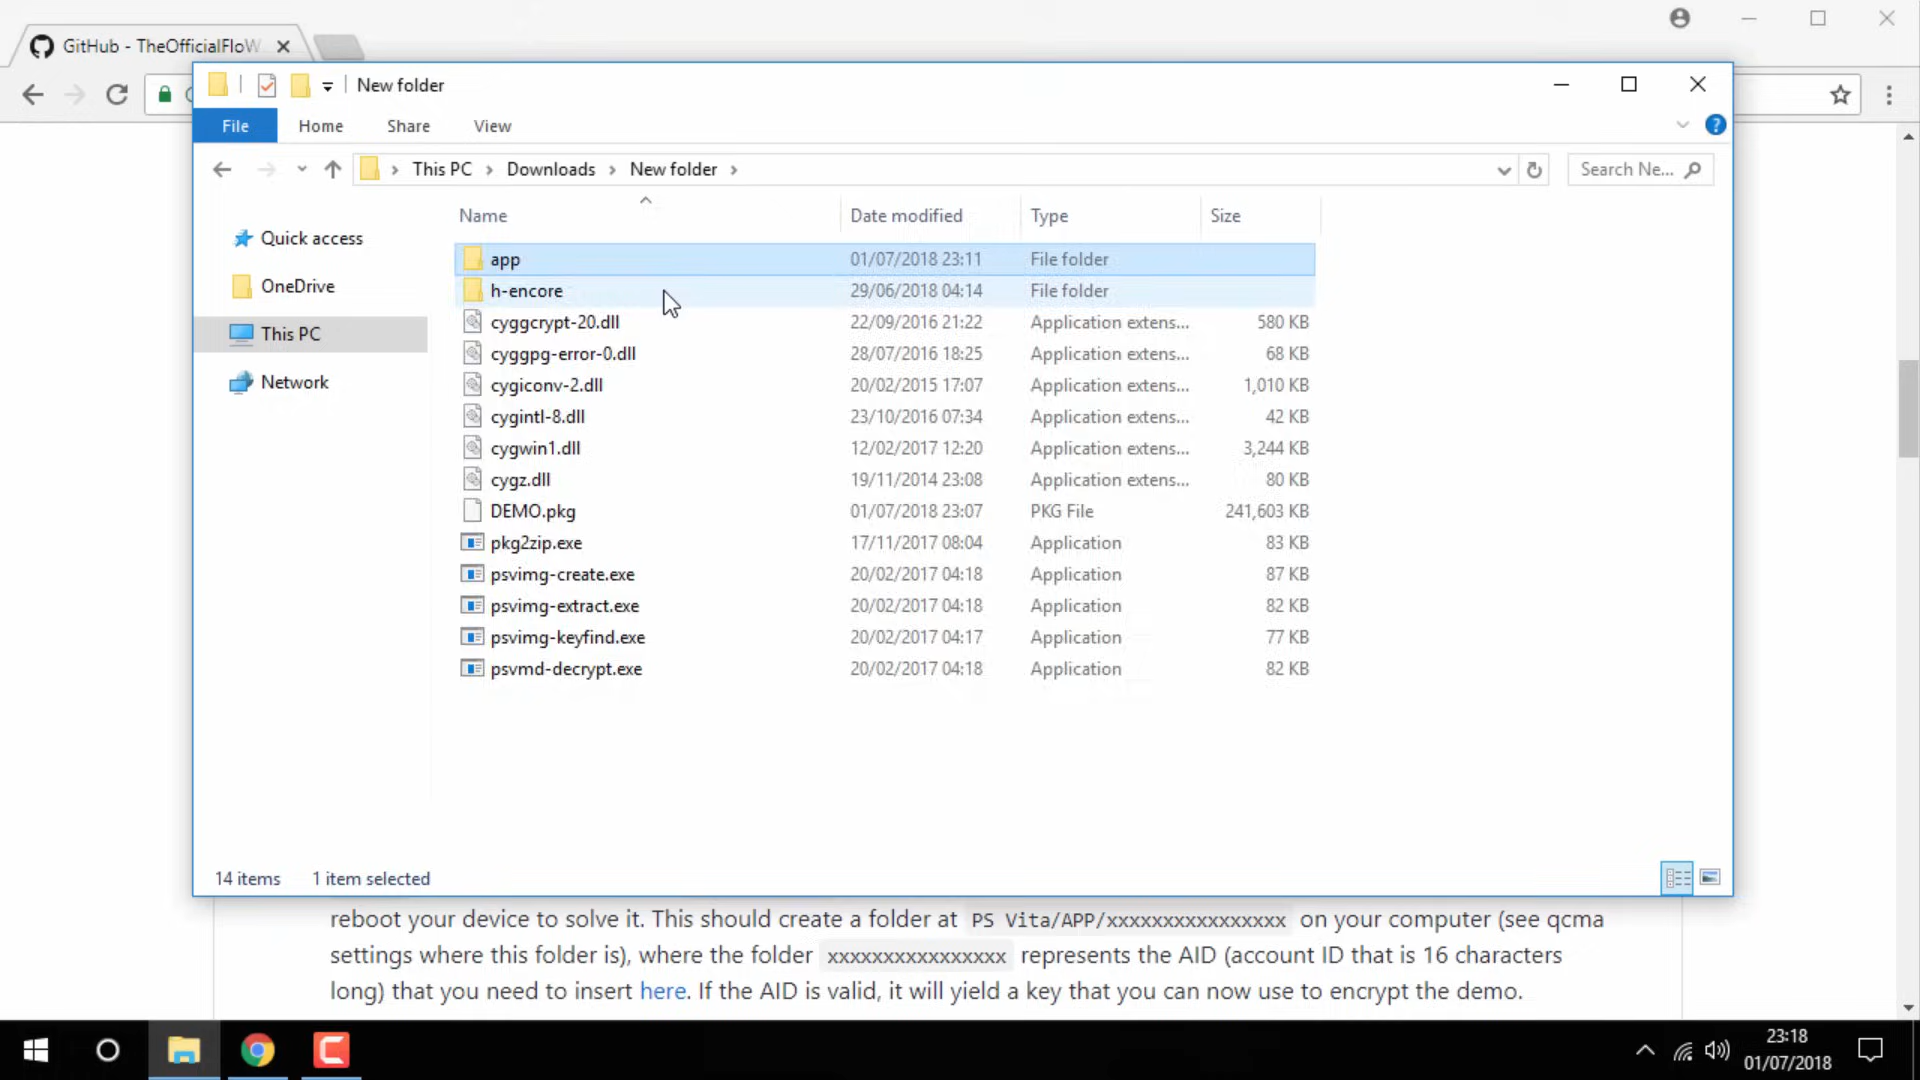 GitHub - TheOfficialFloW
New folder
File Home Share View
This PC Downloads New folder
Search Ne...
Name Date modified Type Size
Quick access
OneDrive
This PC
Network
app 01/07/2018 23:11 File folder
h-encore 29/06/2018 04:14 File folder
cyggcrypt-20.dll 22/09/2016 21:22 Application extens... 580 KB
cyggpg-error-0.dll 28/07/2016 18:25 Application extens... 68 KB
cygiconv-2.dll 20/02/2015 17:07 Application extens... 1,010 KB
cygintl-8.dll 23/10/2016 07:34 Application extens... 42 KB
cygwin1.dll 12/02/2017 12:20 Application extens... 3,244 KB
cygz.dll 19/11/2014 23:08 Application extens... 80 KB
DEMO.pkg 01/07/2018 23:07 PKG File 241,603 KB
pkg2zip.exe 17/11/2017 08:04 Application 83 KB
psvimg-create.exe 20/02/2017 04:18 Application 87 KB
psvimg-extract.exe 20/02/2017 04:18 Application 82 KB
psvimg-keyfind.exe 20/02/2017 04:17 Application 77 KB
psvmd-decrypt.exe 20/02/2017 04:18 Application 82 KB
14 items 1 item selected
reboot your device to solve it. This should create a folder at PS Vita/APP/xxxxxxxxxxxxxxxx on your computer (see qcma
settings where this folder is), where the folder xxxxxxxxxxxxxxxx represents the AID (account ID that is 16 characters
long) that you need to insert here. If the AID is valid, it will yield a key that you can now use to encrypt the demo.
23:18
01/07/2018